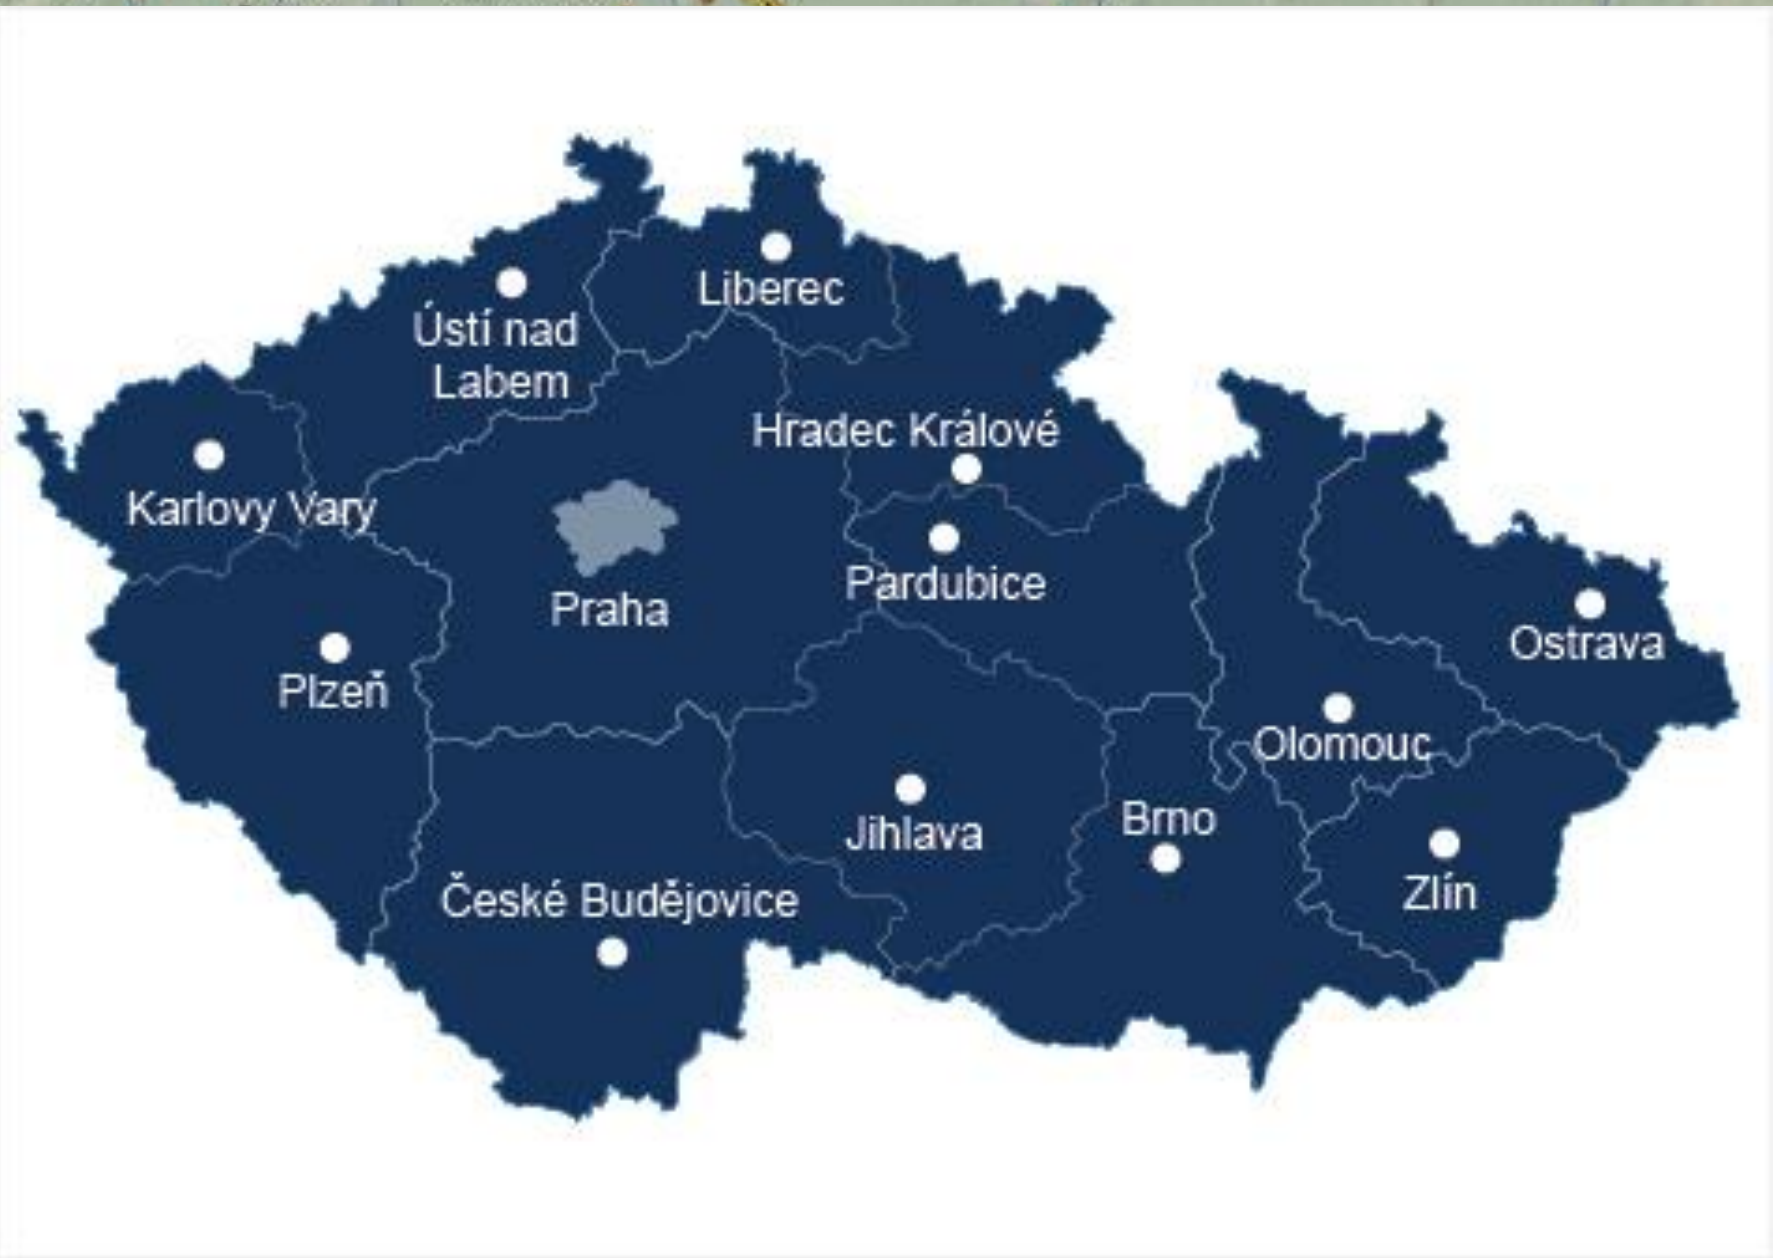 Liberec
Ústí nad
Labem
Hradec Králové
Karlovy Vary
Pardubice
Praha
Ostrava
Plzeň
Olomouc
Brno
Jihlava
Zlín
České Budějovice